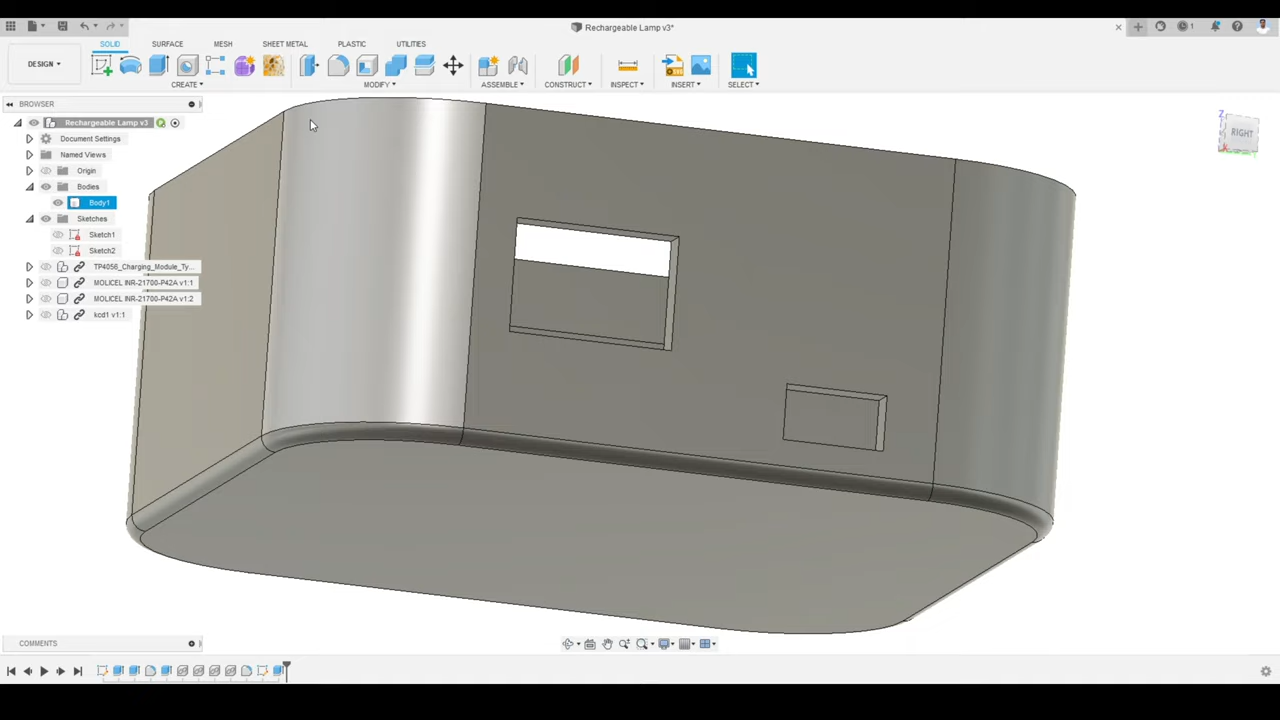 Rechargeable Lamp v3*
1
DESIGN
SOLID SURFACE MESH SHEET METAL PLASTIC UTILITIES
CREATE MODIFY ASSEMBLE CONSTRUCT INSPECT INSERT SELECT
BROWSER
Rechargeable Lamp v3
Document Settings
Named Views
Origin
Bodies
Body1
Sketches
Sketch1
Sketch2
TP4056_Charging_Module_Ty...
MOLICEL INR-21700-P42A v1:1
MOLICEL INR-21700-P42A v1:2
kcd1 v1:1
Z
RIGHT
COMMENTS